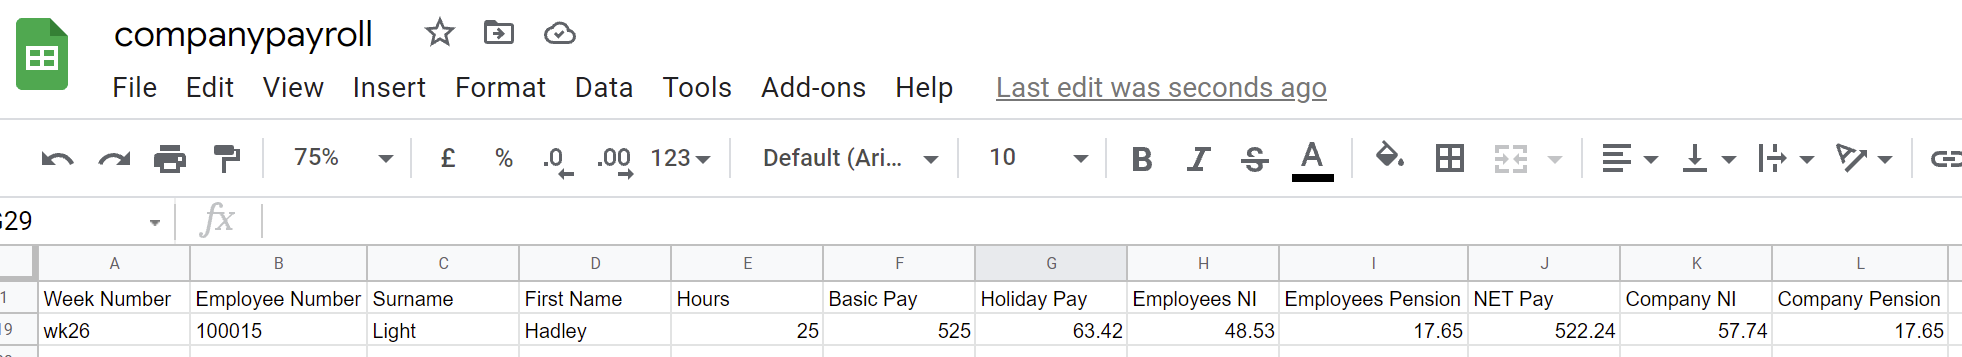 companypayroll
File Edit View Insert Format Data Tools Add-ons Help Last edit was seconds ago
75% £ % .0 .00 123 Default (Ari... 10 B I S A
G29 fx
A B C D E F G H I J K L
1 Week Number Employee Number Surname First Name Hours Basic Pay Holiday Pay Employees NI Employees Pension NET Pay Company NI Company Pension
19 wk26 100015 Light Hadley 25 525 63.42 48.53 17.65 522.24 57.74 17.65